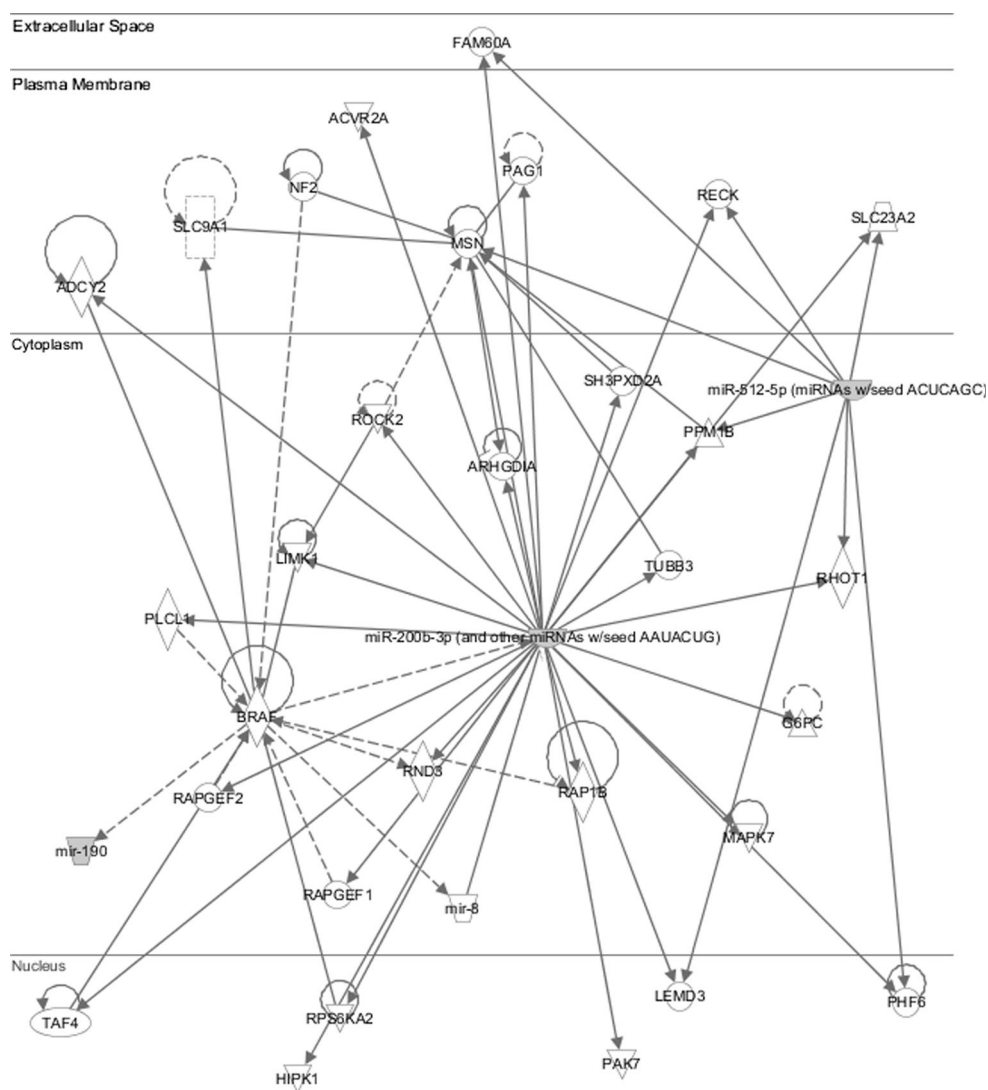 Extracellular Space
FAM60A
Plasma Membrane
ACVR2A
PAG1
NF2
RECK
SLC9A1
SLC23A2
MSN
ADCY2
Cytoplasm
SH3PXD2A
miR-512-5p (miRNAs w/seed ACUCAGC)
ROCK2
PPM1B
ARHGDIA
LIMK1
TUBB3
RHOT1
PLCL1
miR-200b-3p (and other miRNAs w/seed AAUACUG)
BRAF
G6PC
RND3
RAPGEF2
RAP1B
MAPK7
mir-190
RAPGEF1
mir-8
Nucleus
LEMD3
PHF6
TAF4
RPS6KA2
PAK7
HIPK1